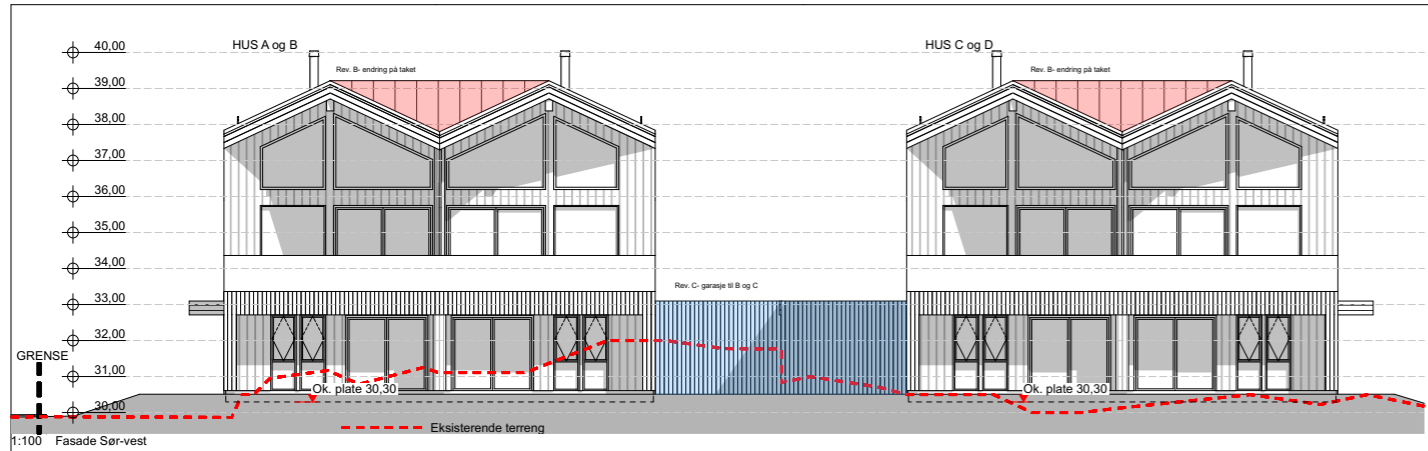 HUS A og B
HUS C og D
40,00
Rev. B- endring på taket
Rev. B- endring på taket
39,00
38,00
37,00
36,00
35,00
34,00
Rev. C- garasje til B og C
33,00
32,00
GRENSE
31,00
Ok. plate 30,30
Ok. plate 30,30
30,00
Eksisterende terreng
1:100 Fasade Sør-vest